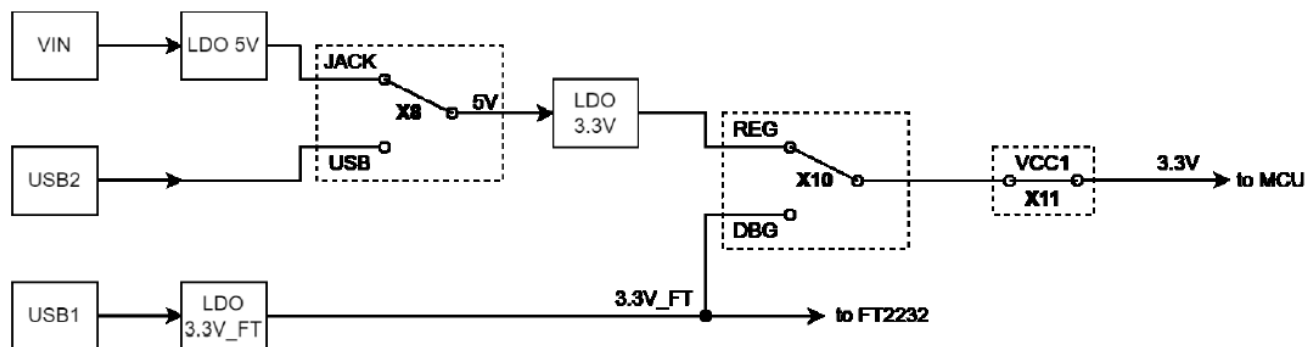 VIN
LDO 5V
JACK
X8
5V
USB
LDO
3.3V
REG
X10
DBG
VCC1
X11
3.3V
to MCU
USB2
USB1
LDO
3.3V_FT
3.3V_FT
to FT2232